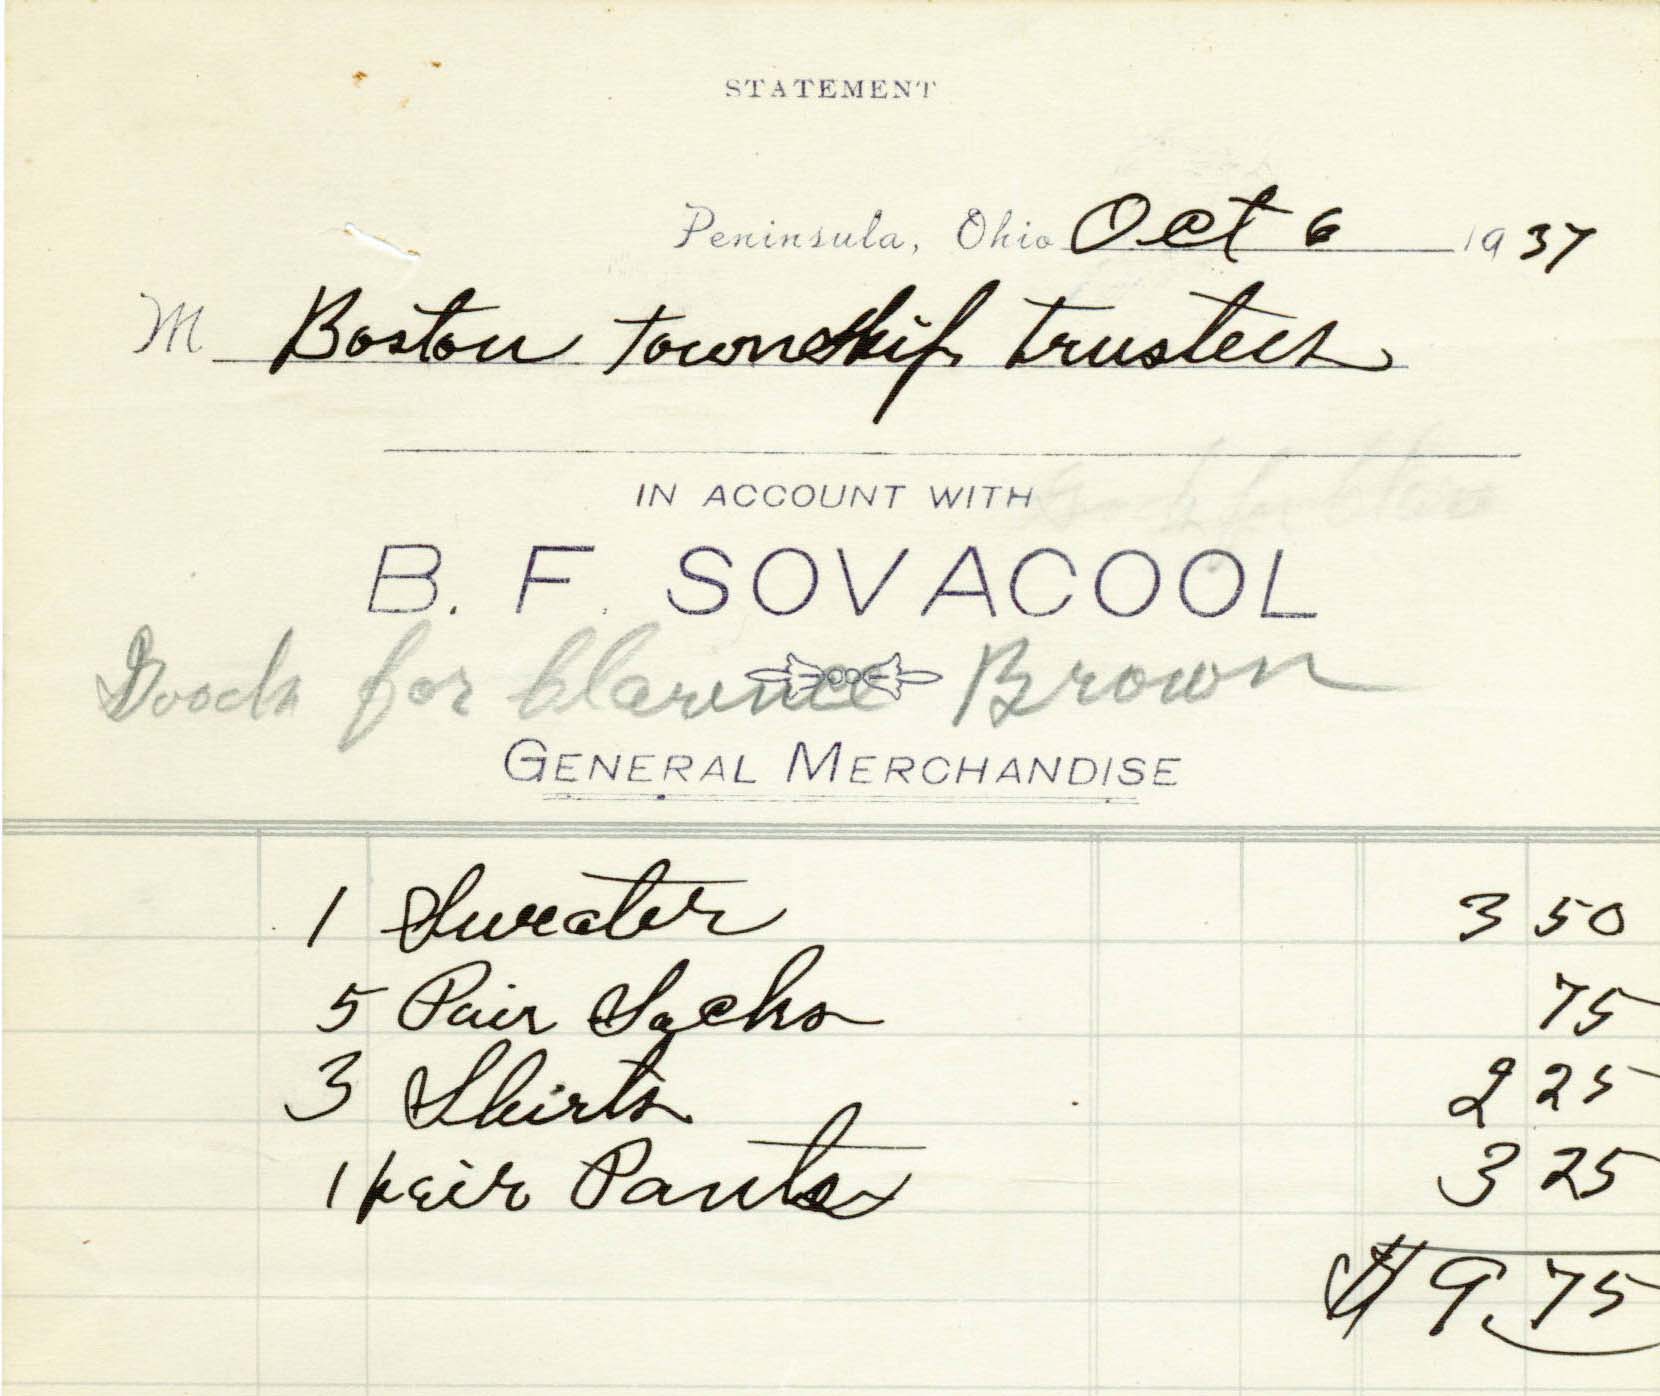 STATEMENT
Peninsula, Ohio Oct 6 1937
M Boston Township trustees
IN ACCOUNT WITH
B. F. SOVACOOL
Goods for Clarence Brown
GENERAL MERCHANDISE
1 Sweater 3 50
5 Pair Socks 75
3 Shirts 2 25
1 pair Pants 3 25
$ 9.75